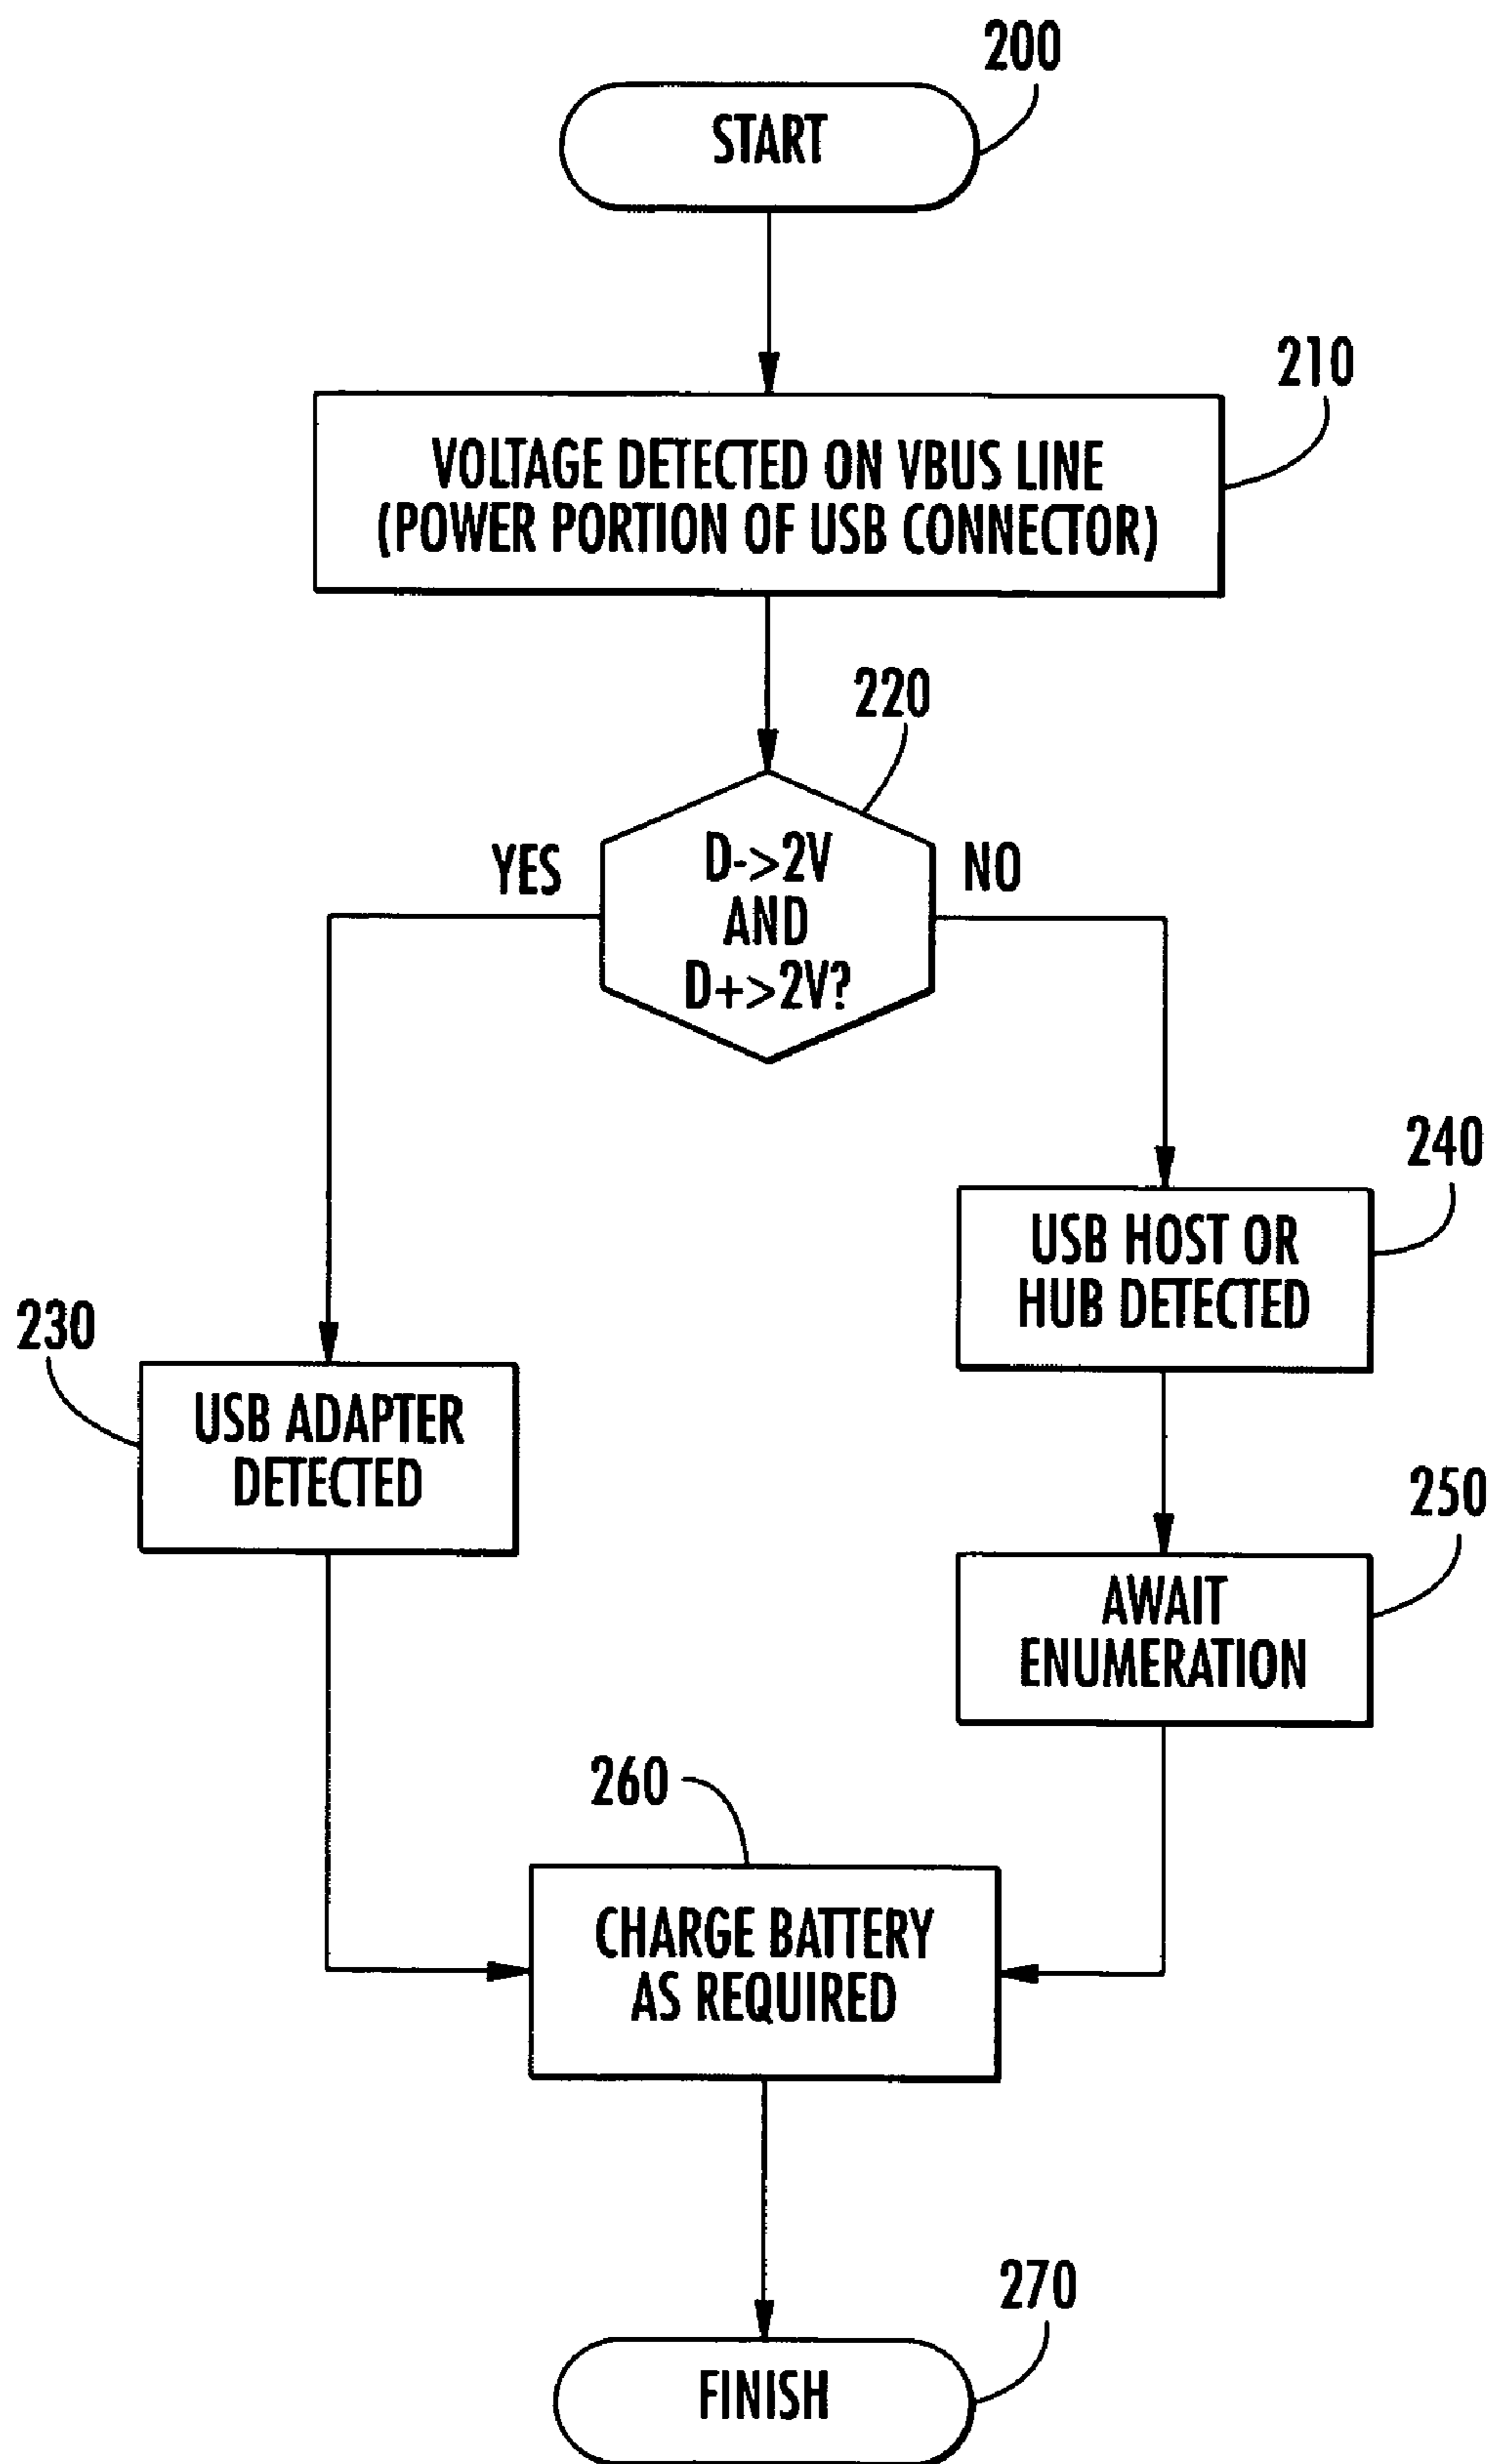 200
START
210
VOLTAGE DETECTED ON VBUS LINE
(POWER PORTION OF USB CONNECTOR)
220
YES
D->2V
AND
D+>2V?
NO
240
USB HOST OR
HUB DETECTED
230
USB ADAPTER
DETECTED
250
AWAIT
ENUMERATION
260
CHARGE BATTERY
AS REQUIRED
270
FINISH